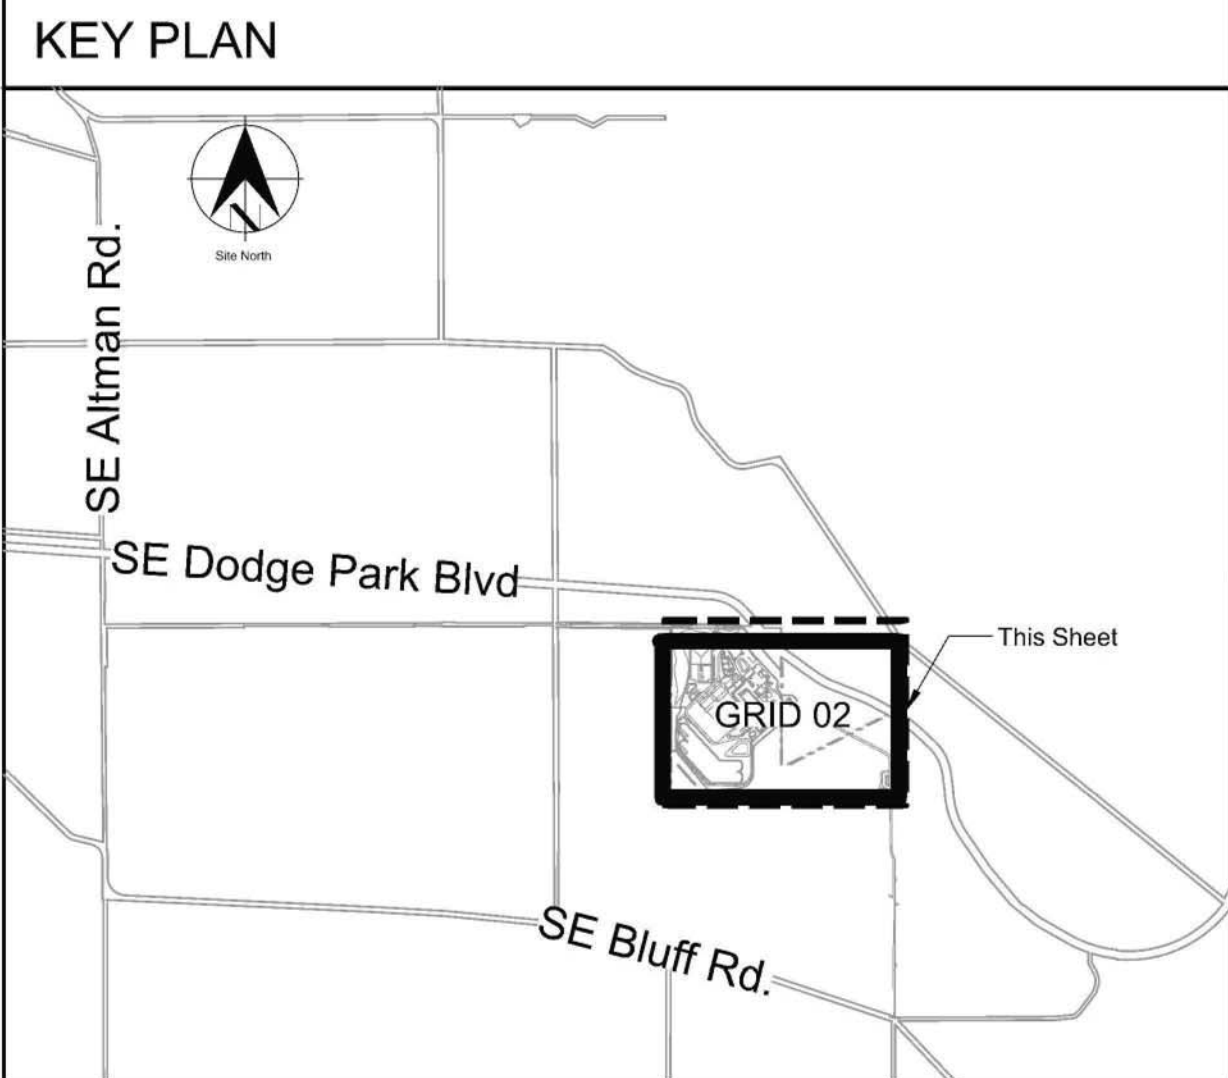 KEY PLAN
N
Site North
SE Altman Rd.
SE Dodge Park Blvd
This Sheet
GRID 02
SE Bluff Rd.